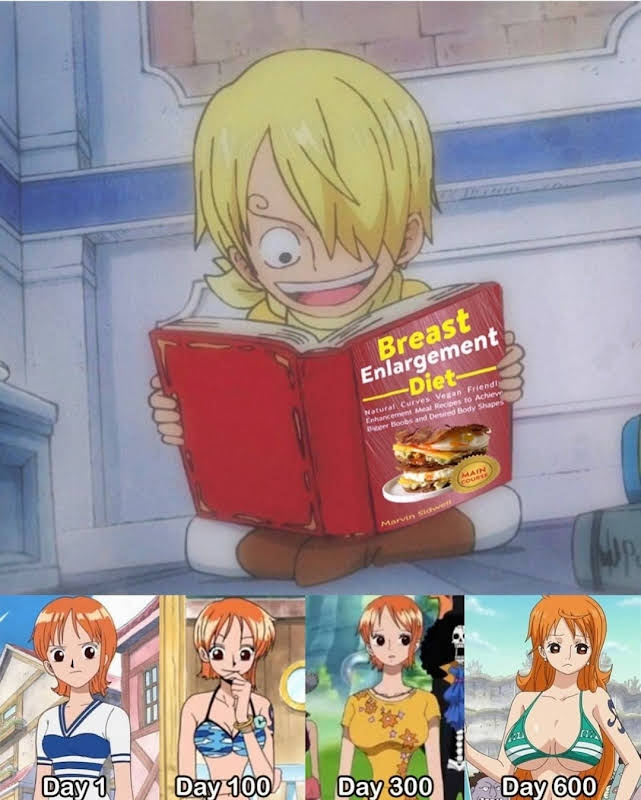 Breast
Enlargement
Diet
Natural Curves Vegan Friendl
Enhancement Meal Recipes to Achieve
Bigger Boobs and Desired Body Shapes
MAIN
COURSE
Marvin Sidwell
Day 1
Day 100
Day 300
Day 600